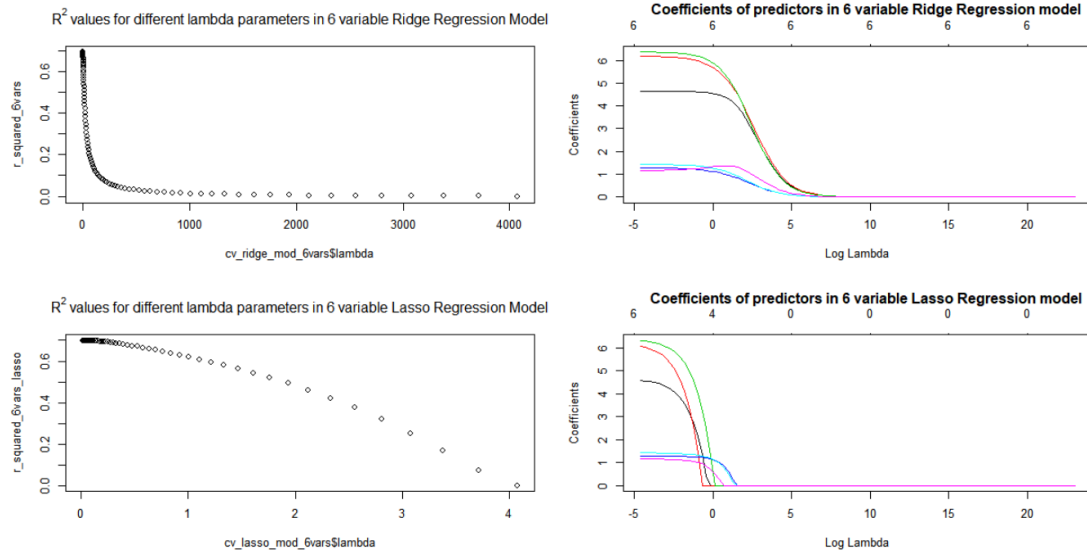 R² values for different lambda parameters in 6 variable Ridge Regression Model
r_squared_6vars
0.0 0.2 0.4 0.6
0 1000 2000 3000 4000
cv_ridge_mod_6vars$lambda
Coefficients of predictors in 6 variable Ridge Regression model
6 6 6 6 6 6
Coefficients
0 1 2 3 4 5 6
-5 0 5 10 15 20
Log Lambda
R² values for different lambda parameters in 6 variable Lasso Regression Model
r_squared_6vars_lasso
0.0 0.2 0.4 0.6
0 1 2 3 4
cv_lasso_mod_6vars$lambda
Coefficients of predictors in 6 variable Lasso Regression model
6 4 0 0 0 0
Coefficients
0 1 2 3 4 5 6
-5 0 5 10 15 20
Log Lambda